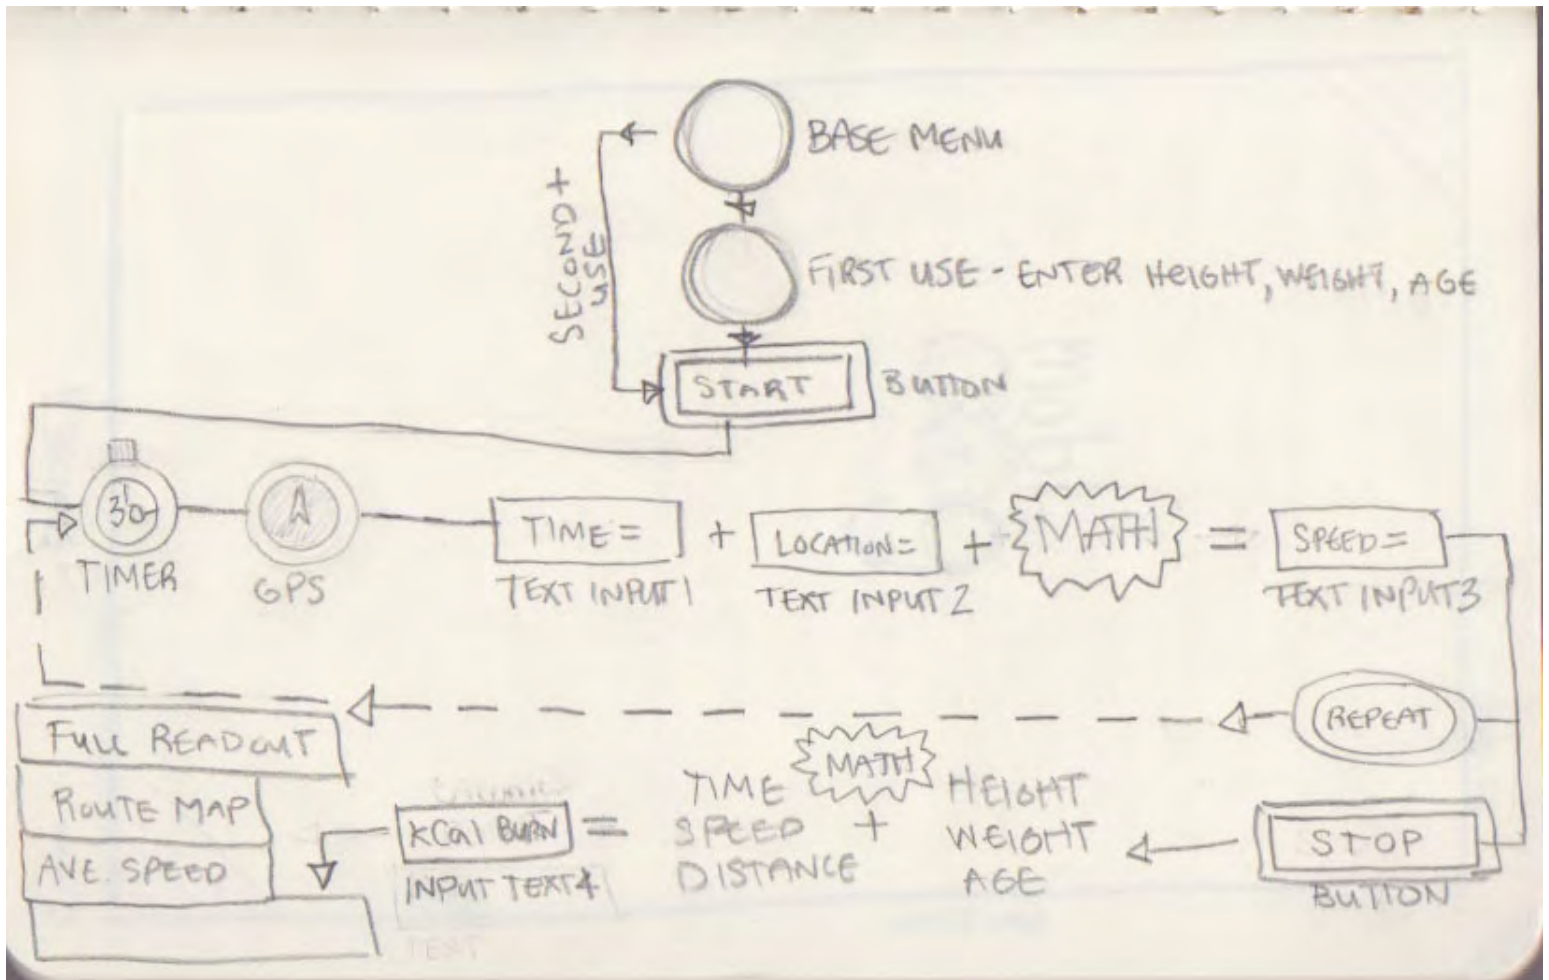 BASE MENU
SECOND+
USE
FIRST USE - ENTER HEIGHT, WEIGHT, AGE
START
BUTTON
30
TIMER
GPS
TIME =
TEXT INPUT 1
+
LOCATION =
TEXT INPUT 2
+
MATH
=
SPEED =
TEXT INPUT 3
REPEAT
FULL READOUT
ROUTE MAP
AVE. SPEED
KCal BURN
INPUT TEXT 4
=
TIME
SPEED
DISTANCE
MATH
+
HEIGHT
WEIGHT
AGE
STOP
BUTTON
TEXT